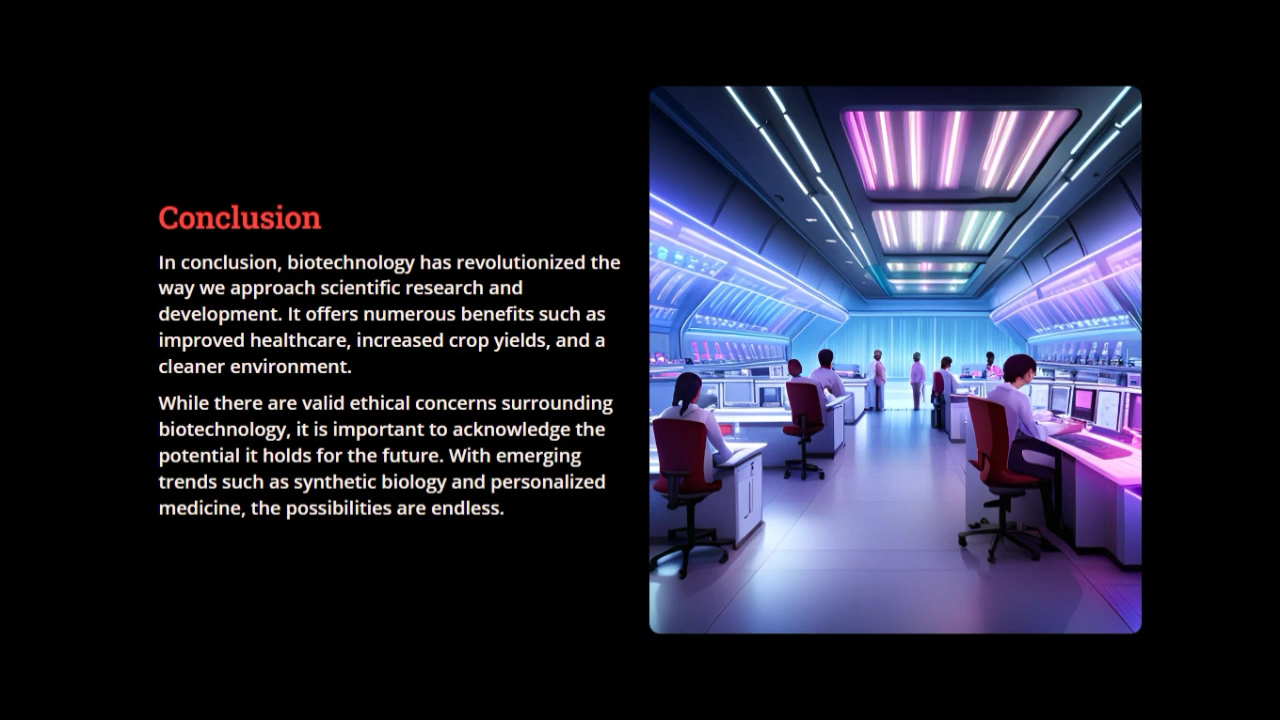 Conclusion
In conclusion, biotechnology has revolutionized the
way we approach scientific research and
development. It offers numerous benefits such as
improved healthcare, increased crop yields, and a
cleaner environment.
While there are valid ethical concerns surrounding
biotechnology, it is important to acknowledge the
potential it holds for the future. With emerging
trends such as synthetic biology and personalized
medicine, the possibilities are endless.